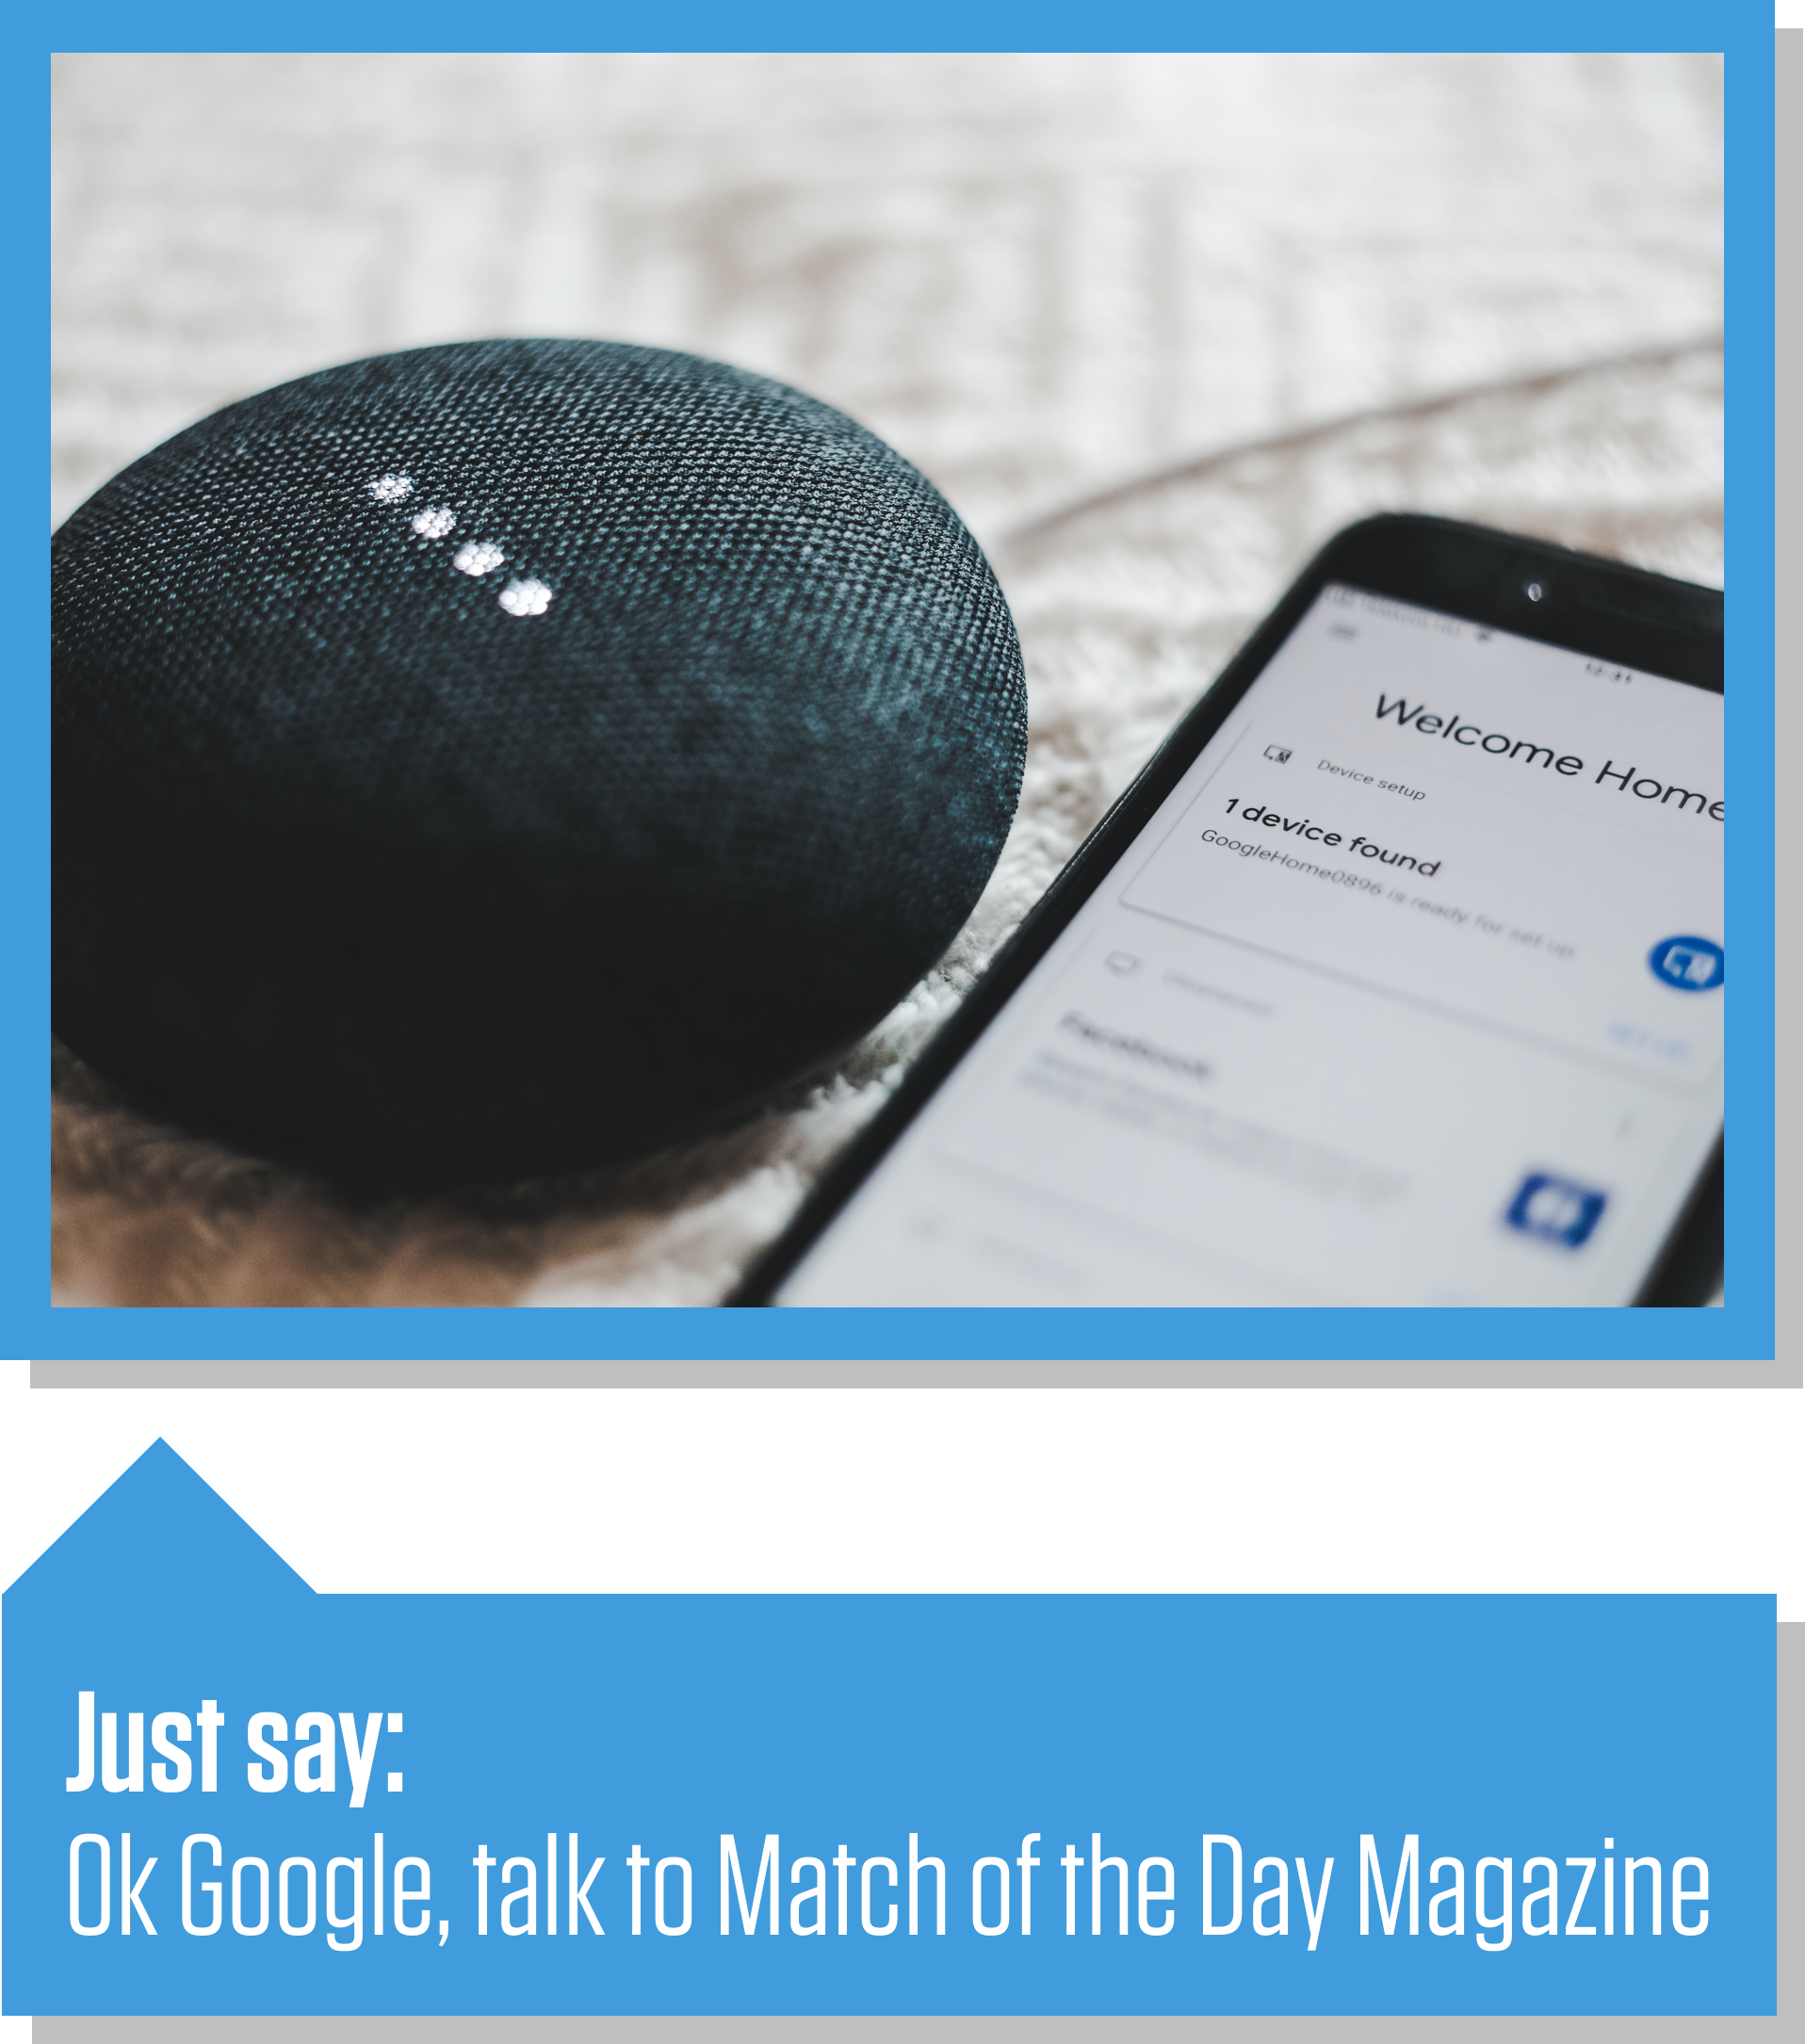 Welcome Home
Device setup
1 device found
GoogleHome0896 is ready for set up
Facebook
Just say:
Ok Google, talk to Match of the Day Magazine